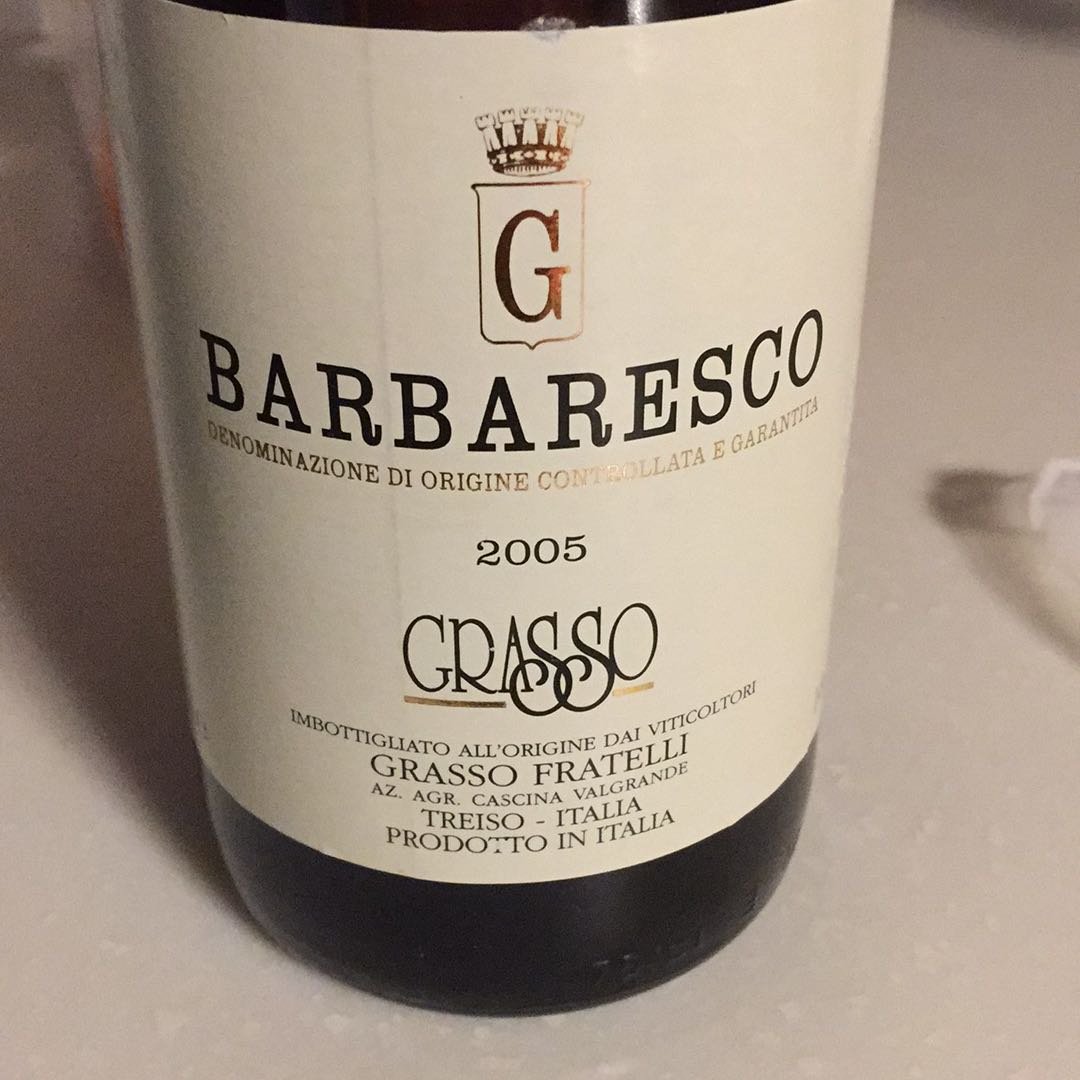 G
BARBARESCO
DENOMINAZIONE DI ORIGINE CONTROLLATA E GARANTITA
2005
GRASSO
IMBOTTIGLIATO ALL'ORIGINE DAI VITICOLTORI
GRASSO FRATELLI
AZ. AGR. CASCINA VALGRANDE
TREISO - ITALIA
PRODOTTO IN ITALIA